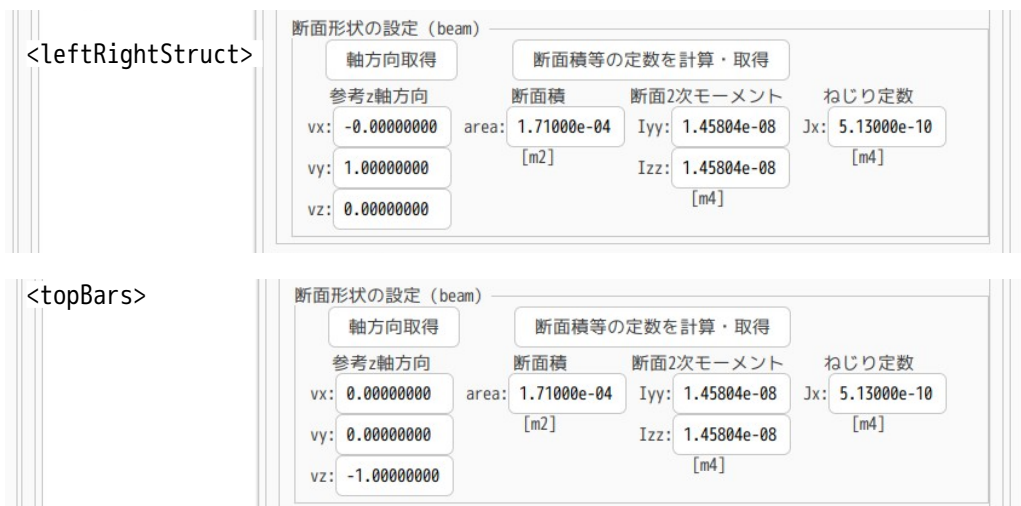 断面形状の設定 (beam)
<leftRightStruct>
軸方向取得 断面積等の定数を計算・取得
参考z軸方向 断面積 断面2次モーメント ねじり定数
vx: -0.00000000 area: 1.71000e-04 Iyy: 1.45804e-08 Jx: 5.13000e-10
vy: 1.00000000 [m2] Izz: 1.45804e-08 [m4]
vz: 0.00000000 [m4]
<topBars> 断面形状の設定 (beam)
軸方向取得 断面積等の定数を計算・取得
参考z軸方向 断面積 断面2次モーメント ねじり定数
vx: 0.00000000 area: 1.71000e-04 Iyy: 1.45804e-08 Jx: 5.13000e-10
vy: 0.00000000 [m2] Izz: 1.45804e-08 [m4]
vz: -1.00000000 [m4]